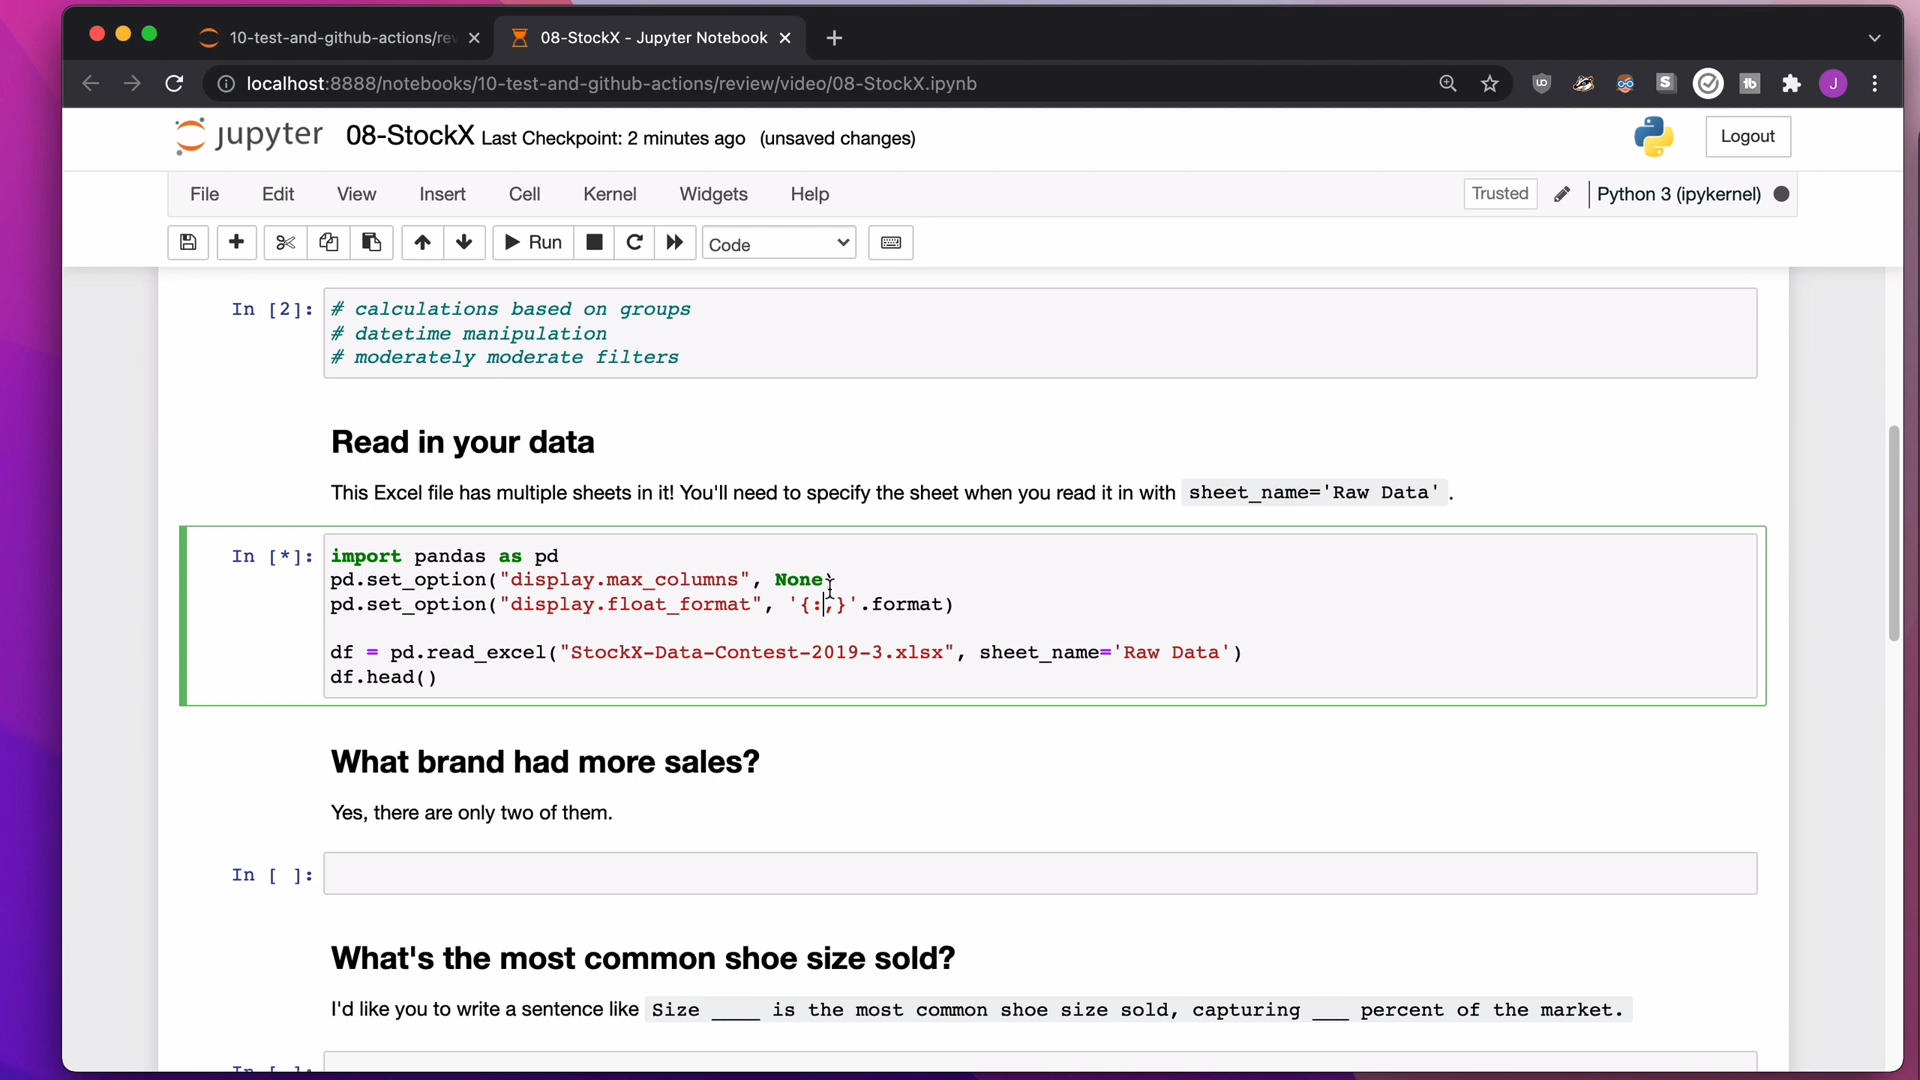 10-test-and-github-actions/rev
08-StockX - Jupyter Notebook
localhost:8888/notebooks/10-test-and-github-actions/review/video/08-StockX.ipynb
J
jupyter 08-StockX Last Checkpoint: 2 minutes ago (unsaved changes)
Logout
File Edit View Insert Cell Kernel Widgets Help
Trusted Python 3 (ipykernel)
Run Code
In [2]: # calculations based on groups
# datetime manipulation
# moderately moderate filters
Read in your data
This Excel file has multiple sheets in it! You'll need to specify the sheet when you read it in with sheet_name='Raw Data' .
In [*]: import pandas as pd
pd.set_option("display.max_columns", None)
pd.set_option("display.float_format", '{:,}'.format)
df = pd.read_excel("StockX-Data-Contest-2019-3.xlsx", sheet_name='Raw Data')
df.head()
What brand had more sales?
Yes, there are only two of them.
In [ ]:
What's the most common shoe size sold?
I'd like you to write a sentence like Size ____ is the most common shoe size sold, capturing ___ percent of the market.
In [ ]: